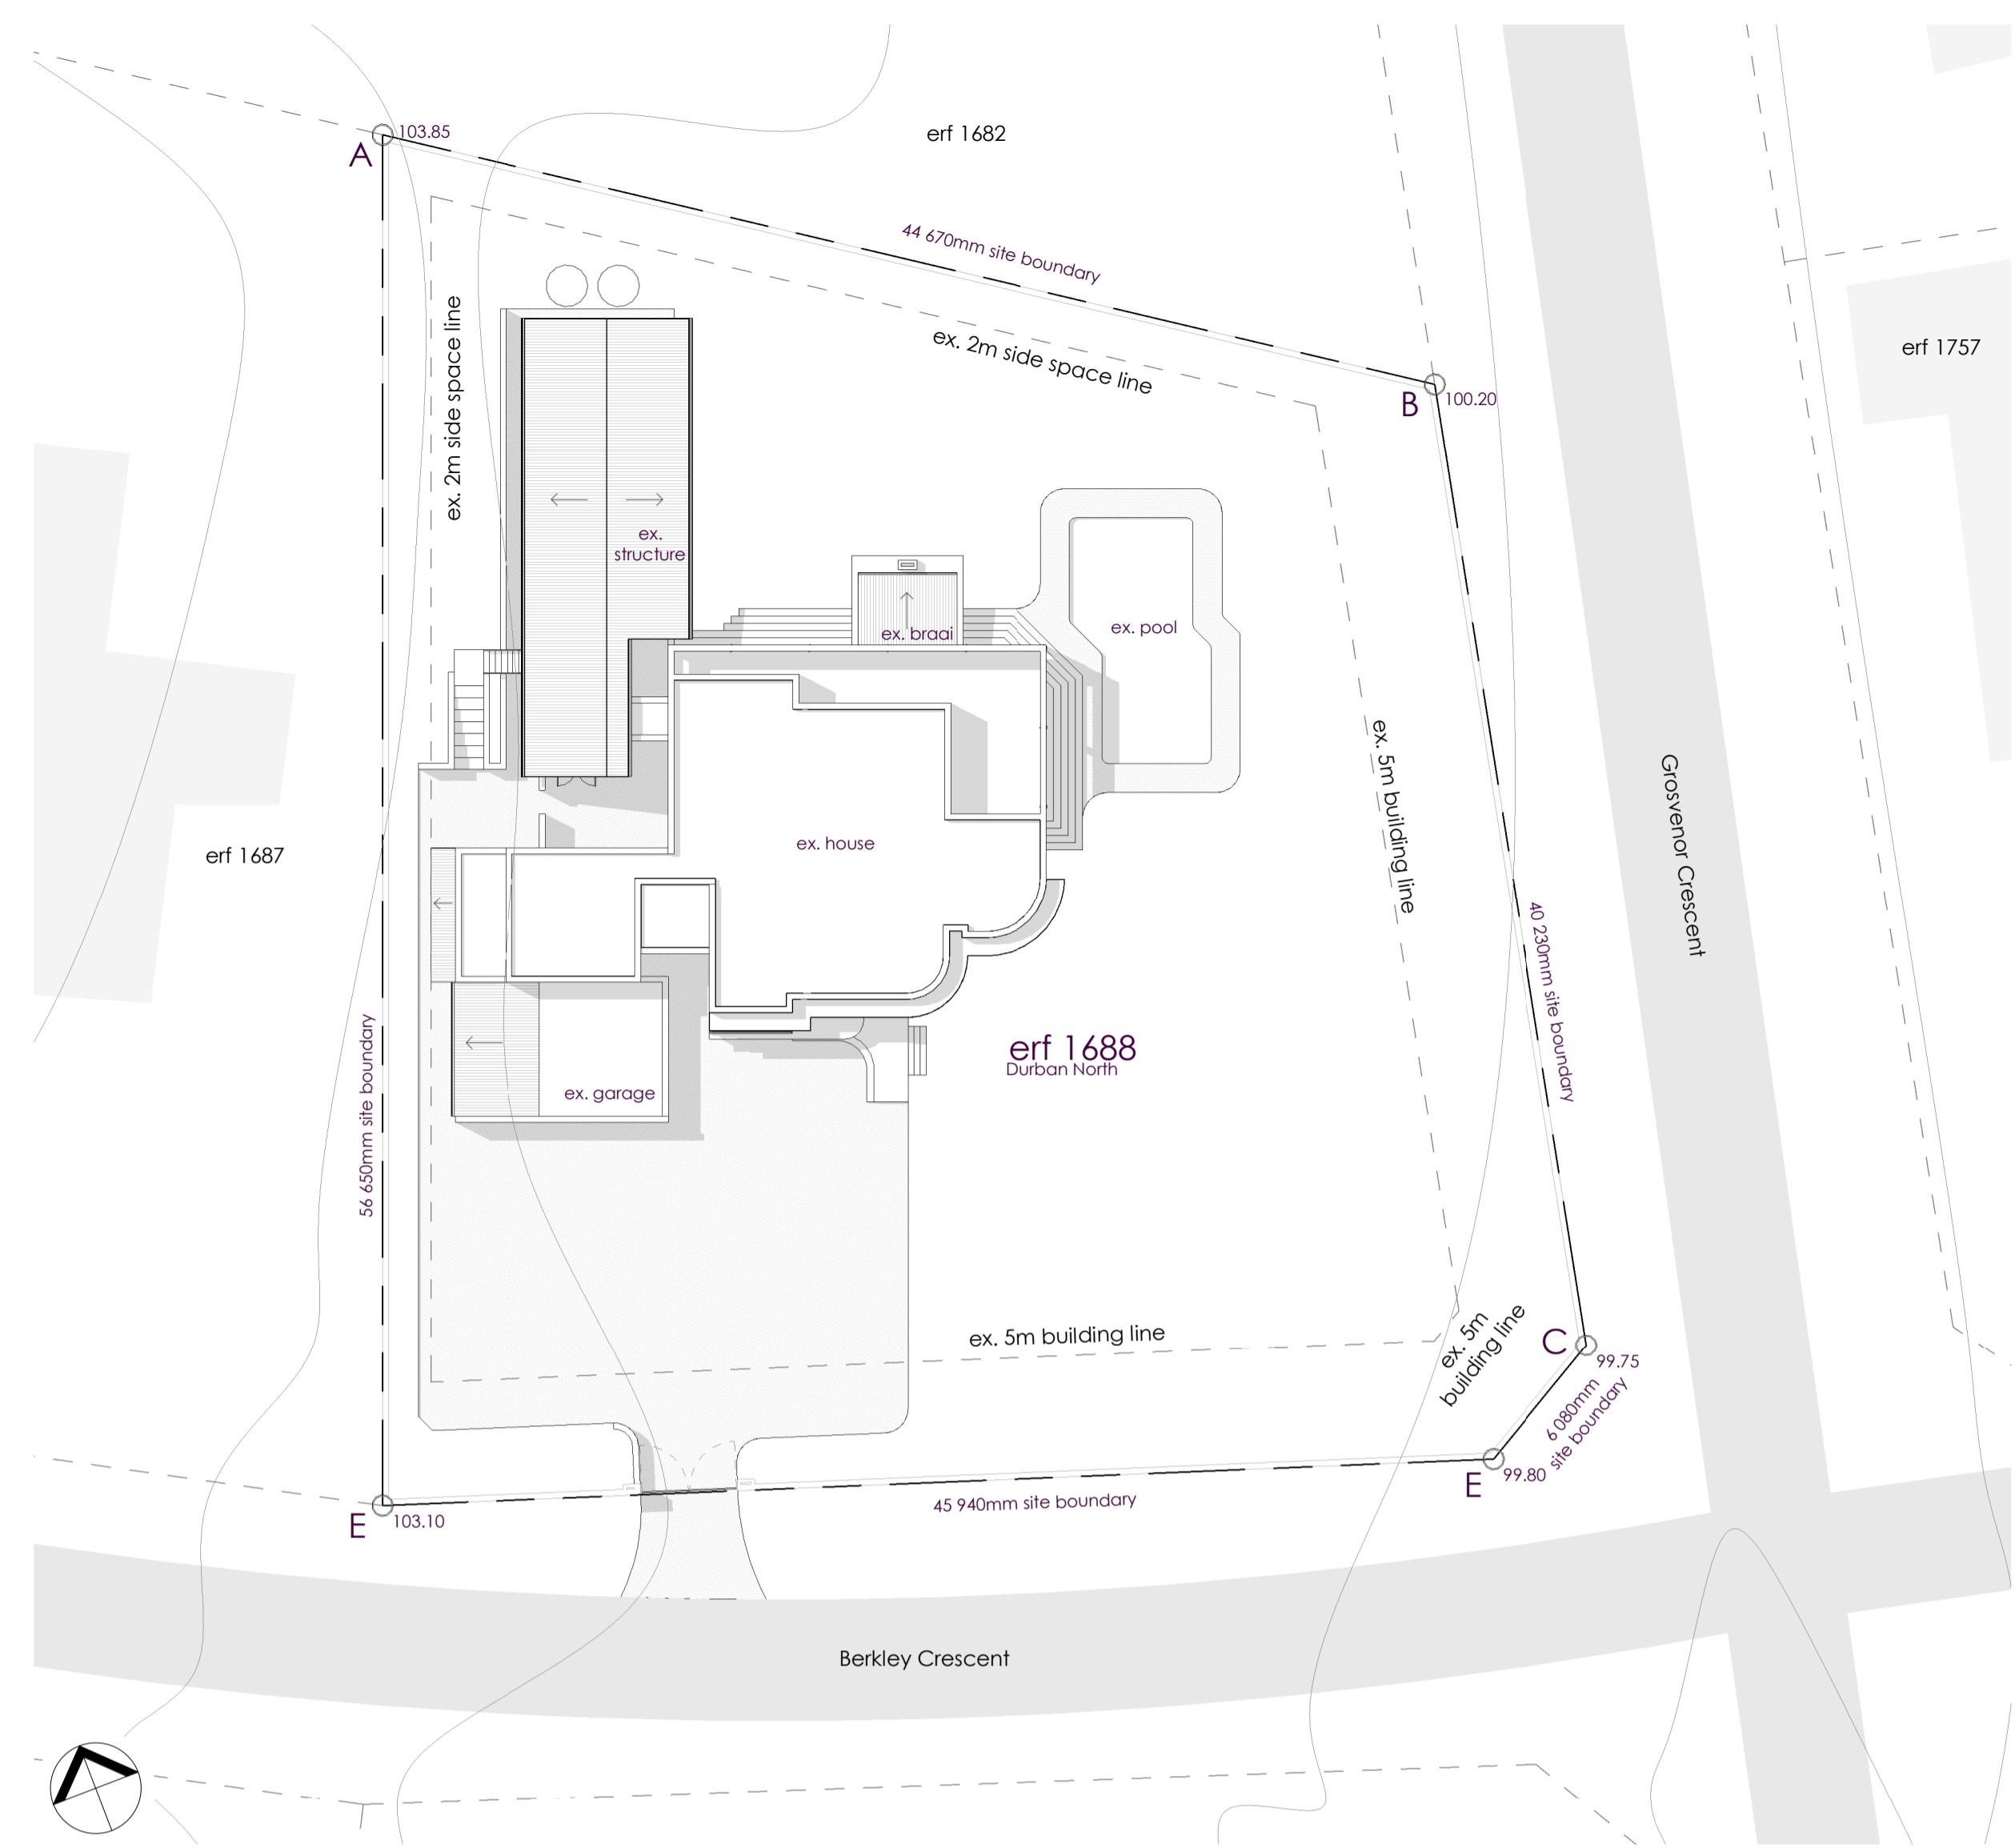 103.85
A
erf 1682
44 670mm site boundary
ex. 2m side space line
ex. 2m side space line
erf 1757
B
100.20
ex.
structure
ex. braai
ex. pool
ex. 5m building line
Grosvenor Crescent
erf 1687
ex. house
40 230mm site boundary
56 650mm site boundary
erf 1688
Durban North
ex. garage
ex. 5m building line
ex. 5m
building line
C
99.75
6 080mm
site boundary
E
99.80
45 940mm site boundary
E
103.10
Berkley Crescent